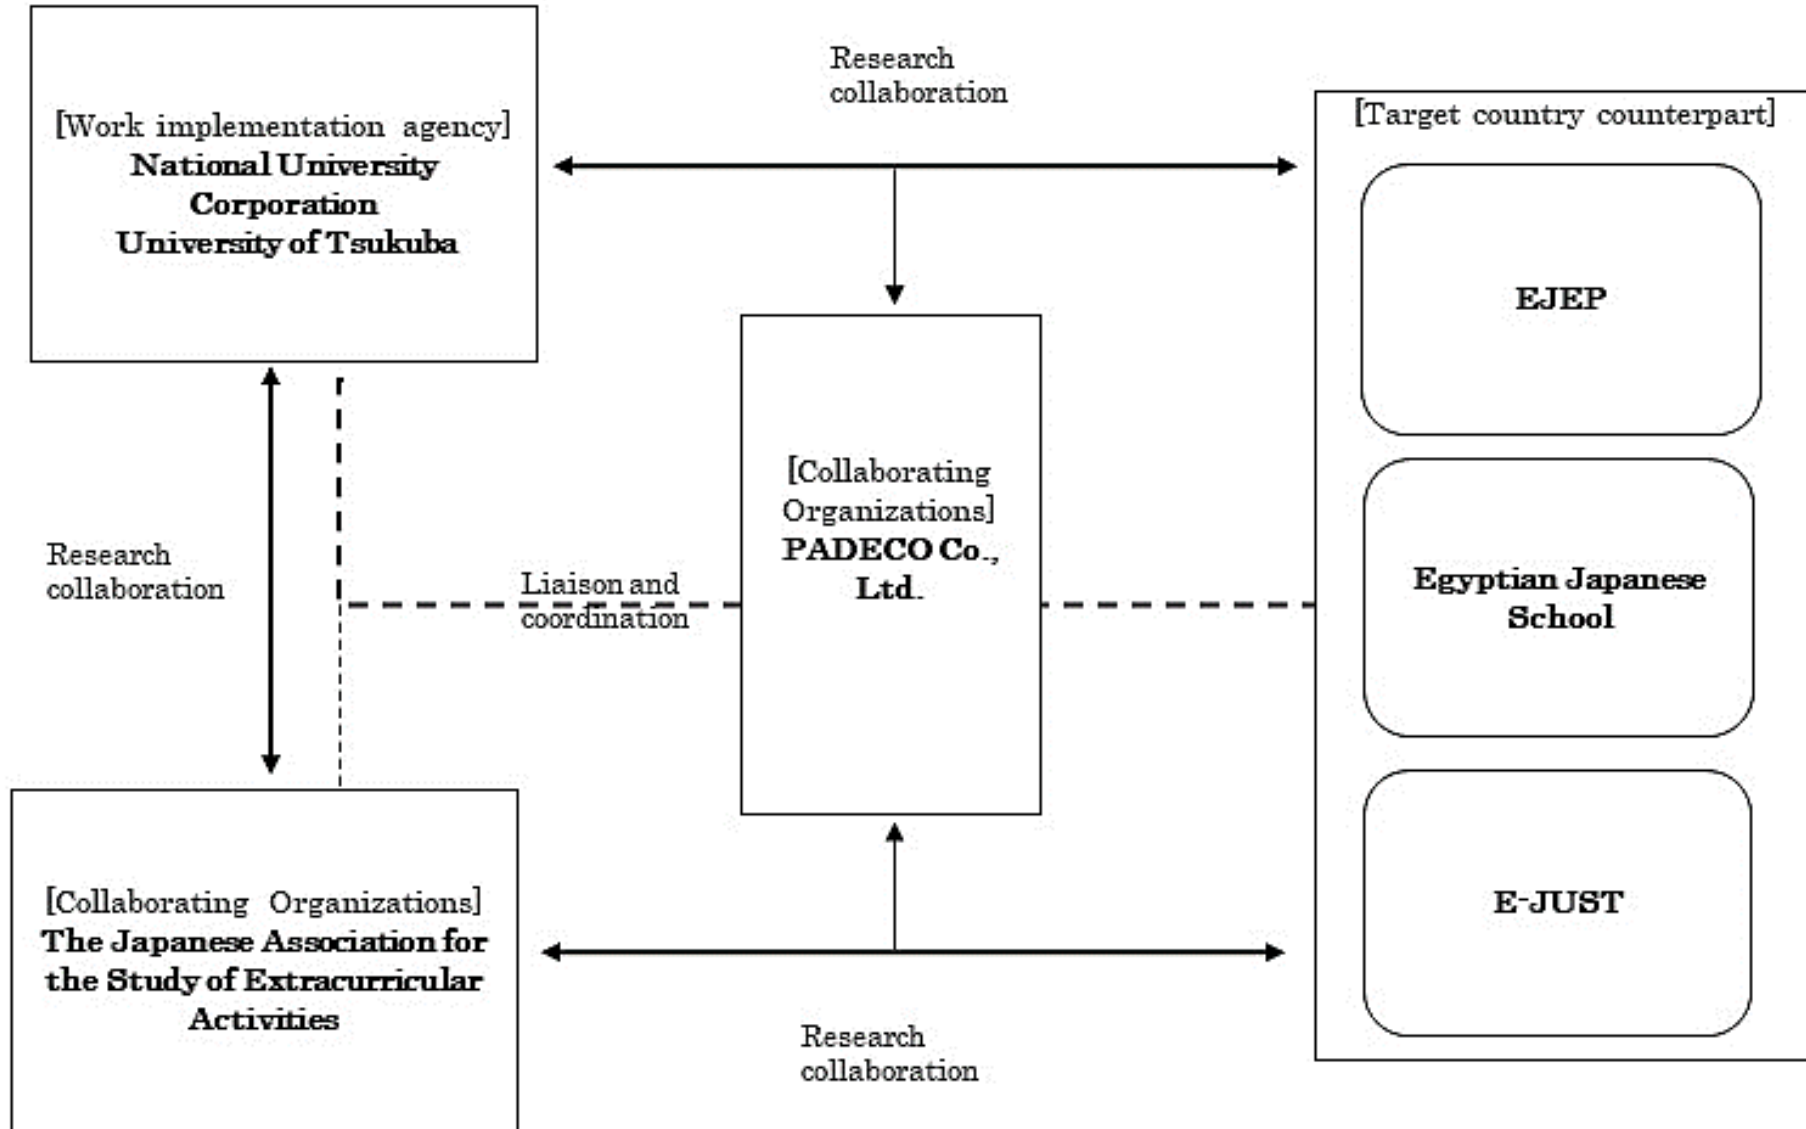 [Work implementation agency]
National University
Corporation
University of Tsukuba
Research
collaboration
[Target country counterpart]
EJEP
Egyptian Japanese
School
E-JUST
[Collaborating
Organizations]
PADECO Co.,
Ltd.
Liaison and
coordination
Research
collaboration
[Collaborating Organizations]
The Japanese Association for
the Study of Extracurricular
Activities
Research
collaboration